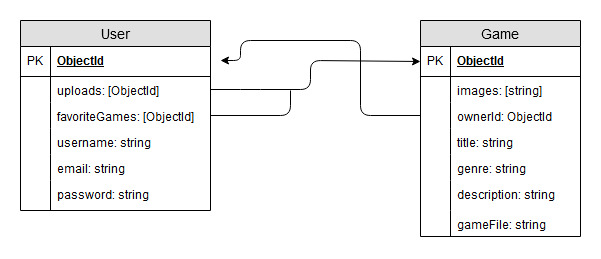 User
PK ObjectId
uploads: [ObjectId]
favoriteGames: [ObjectId]
username: string
email: string
password: string
Game
PK ObjectId
images: [string]
ownerId: ObjectId
title: string
genre: string
description: string
gameFile: string